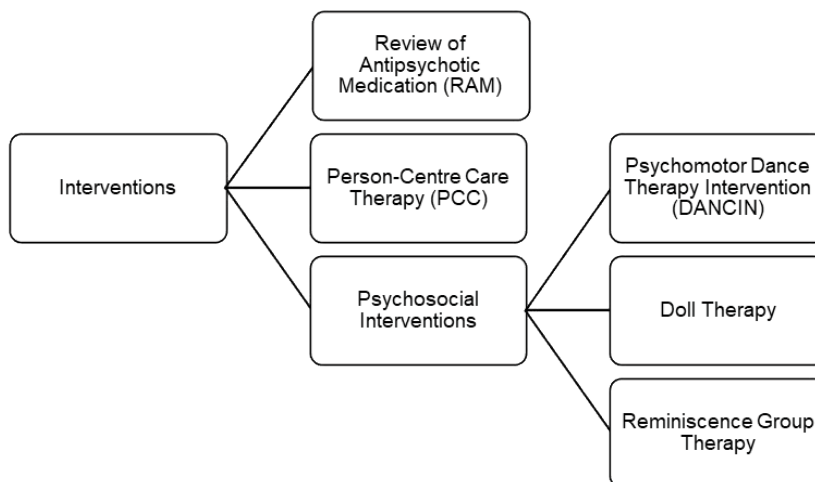 Review of
Antipsychotic
Medication (RAM)
Interventions
Person-Centre Care
Therapy (PCC)
Psychosocial
Interventions
Psychomotor Dance
Therapy Intervention
(DANCIN)
Doll Therapy
Reminiscence Group
Therapy